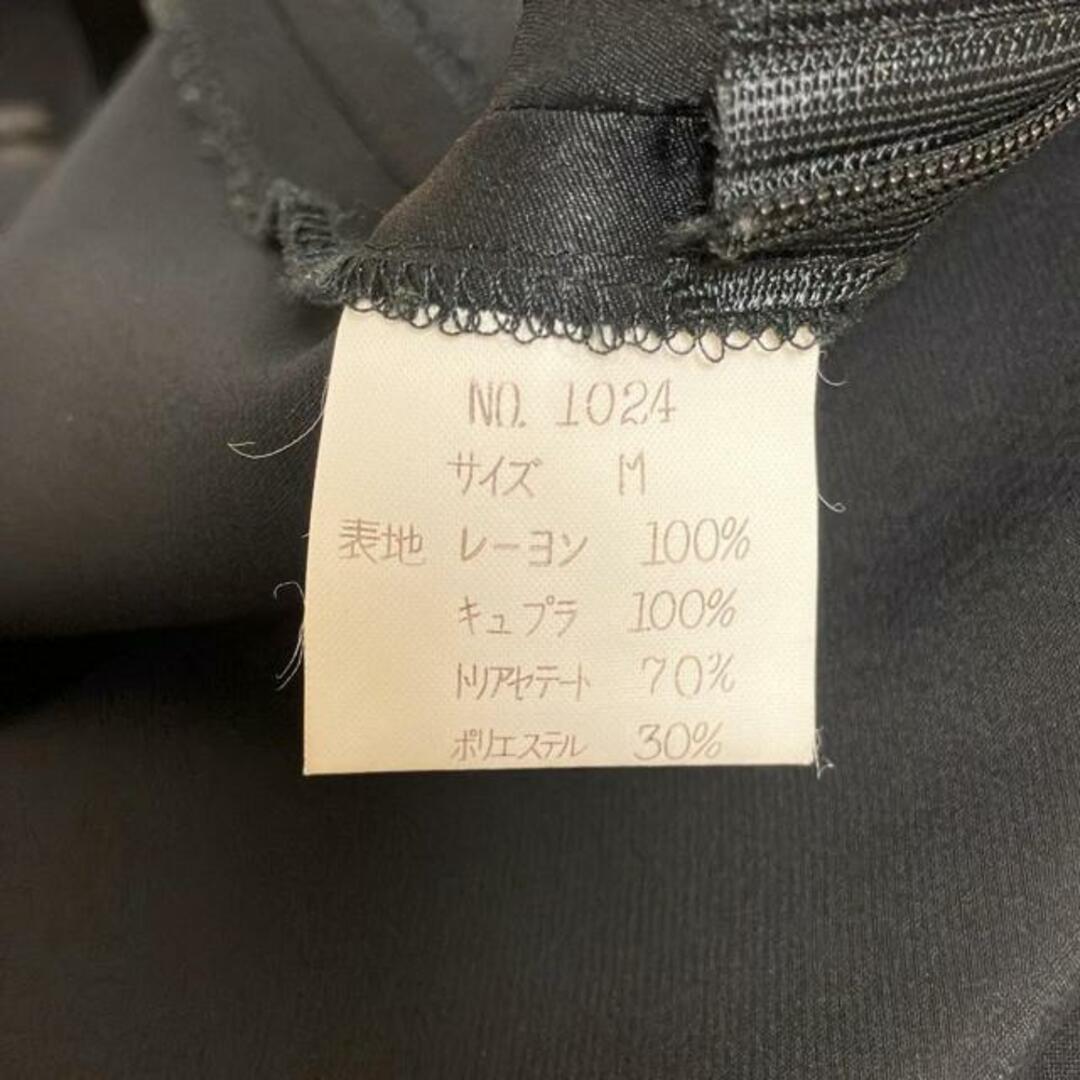 NO. 1024
サイズ M
表地 レーヨン 100%
キュプラ 100%
トリアセテート 70%
ポリエステル 30%